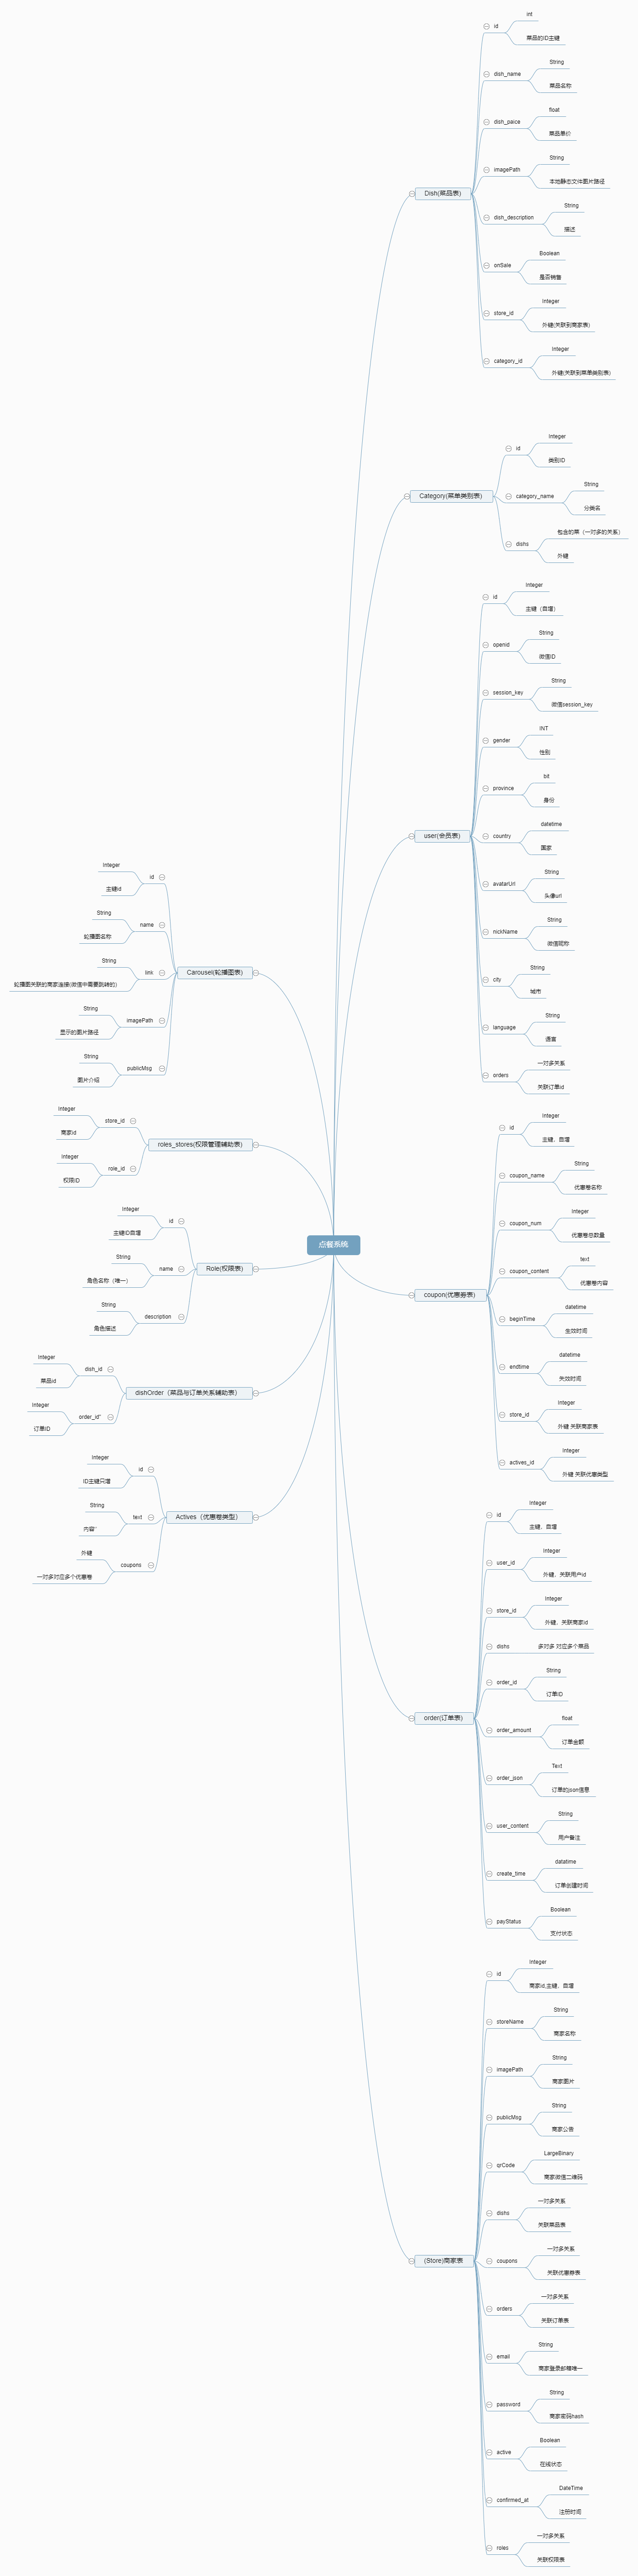 点餐系统
Dish(菜品表)
id
int
菜品的ID主键
dish_name
String
菜品名称
dish_paice
float
菜品单价
imagePath
String
本地静态文件图片路径
dish_description
String
描述
onSale
Boolean
是否销售
store_id
Integer
外键(关联到商家表)
category_id
Integer
外键(关联到菜单类别表)
Category(菜单类别表)
id
Integer
类别ID
category_name
String
分类名
dishs
包含的菜（一对多的关系）
外键
user(会员表)
id
Integer
主键（自增）
openid
String
微信ID
session_key
String
微信session_key
gender
INT
性别
province
bit
身份
country
datetime
国家
avatarUrl
String
头像url
nickName
String
微信昵称
city
String
城市
language
String
语言
orders
一对多关系
关联订单id
coupon(优惠劵表)
id
Integer
主键、自增
coupon_name
String
优惠卷名称
coupon_num
Integer
优惠卷总数量
coupon_content
text
优惠卷内容
beginTime
datetime
生效时间
endtime
datetime
失效时间
store_id
Integer
外键 关联商家表
actives_id
Integer
外键 关联优惠类型
order(订单表)
id
Integer
主键、自增
user_id
Integer
外键，关联用户id
store_id
Integer
外键，关联商家id
dishs
多对多 对应多个菜品
order_id
String
订单ID
order_amount
float
订单金额
order_json
Text
订单的json信息
user_content
String
用户备注
create_time
datatime
订单创建时间
payStatus
Boolean
支付状态
(Store)商家表
id
Integer
商家id,主键、自增
storeName
String
商家名称
imagePath
String
商家图片
publicMsg
String
商家公告
qrCode
LargeBinary
商家微信二维码
dishs
一对多关系
关联菜品表
coupons
一对多关系
关联优惠劵表
orders
一对多关系
关联订单表
email
String
商家登录邮箱唯一
password
String
商家密码hash
active
Boolean
在线状态
confirmed_at
DateTime
注册时间
roles
一对多关系
关联权限表
Carousel(轮播图表)
id
Integer
主键id
name
String
轮播图名称
link
String
轮播图关联的商家连接(微信中需要跳转的)
imagePath
String
显示的图片路径
publicMsg
String
图片介绍
roles_stores(权限管理辅助表)
store_id
Integer
商家id
role_id
Integer
权限ID
Role(权限表)
id
Integer
主键ID自增
name
String
角色名称（唯一）
description
String
角色描述
dishOrder（菜品与订单关系辅助表）
dish_id
Integer
菜品id
order_id"
Integer
订单ID
Actives（优惠卷类型）
id
Integer
ID主键只增
text
String
内容`
coupons
外键
一对多对应多个优惠卷